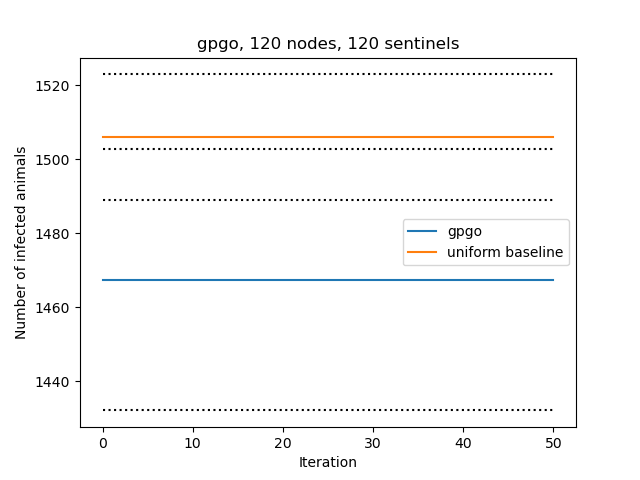 gpgo, 120 nodes, 120 sentinels
Number of infected animals
1520
1500
1480
1460
1440
gpgo
uniform baseline
0 10 20 30 40 50
Iteration